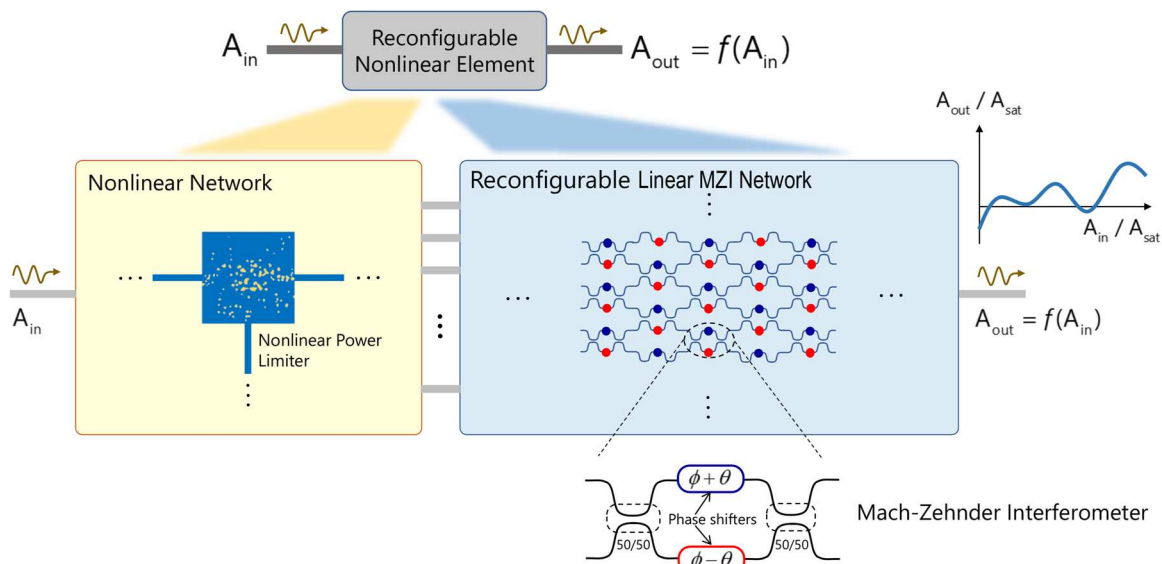 A_in
Reconfigurable
Nonlinear Element
A_out = f(A_in)
A_out / A_sat
Nonlinear Network
Reconfigurable Linear MZI Network
A_in / A_sat
A_in
Nonlinear Power
Limiter
A_out = f(A_in)
ϕ+θ
Phase shifters
50/50
50/50
Mach-Zehnder Interferometer
ϕ−θ